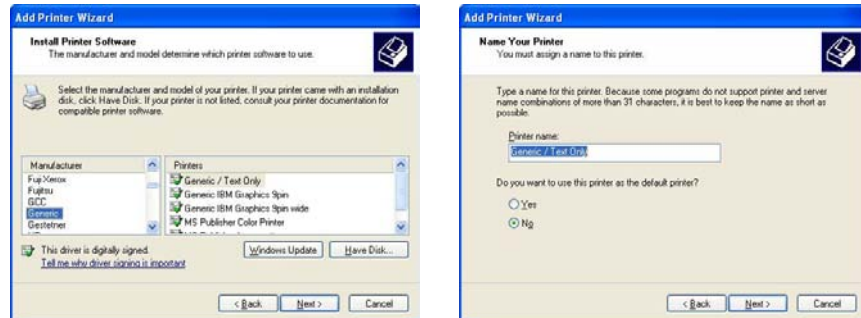 Add Printer Wizard
Install Printer Software
The manufacturer and model determine which printer software to use.
Select the manufacturer and model of your printer. If your printer came with an installation
disk, click Have Disk. If your printer is not listed, consult your printer documentation for
compatible printer software.
Manufacturer
Fuji Xerox
Fujitsu
GCC
Generic
Gestetner
Printers
Generic / Text Only
Generic IBM Graphics 9pin
Generic IBM Graphics 9pin wide
MS Publisher Color Printer
This driver is digitally signed.
Tell me why driver signing is important
Windows Update
Have Disk...
< Back
Next >
Cancel
Add Printer Wizard
Name Your Printer
You must assign a name to this printer.
Type a name for this printer. Because some programs do not support printer and server
name combinations of more than 31 characters, it is best to keep the name as short as
possible.
Printer name:
Generic / Text Only
Do you want to use this printer as the default printer?
Yes
No
< Back
Next >
Cancel